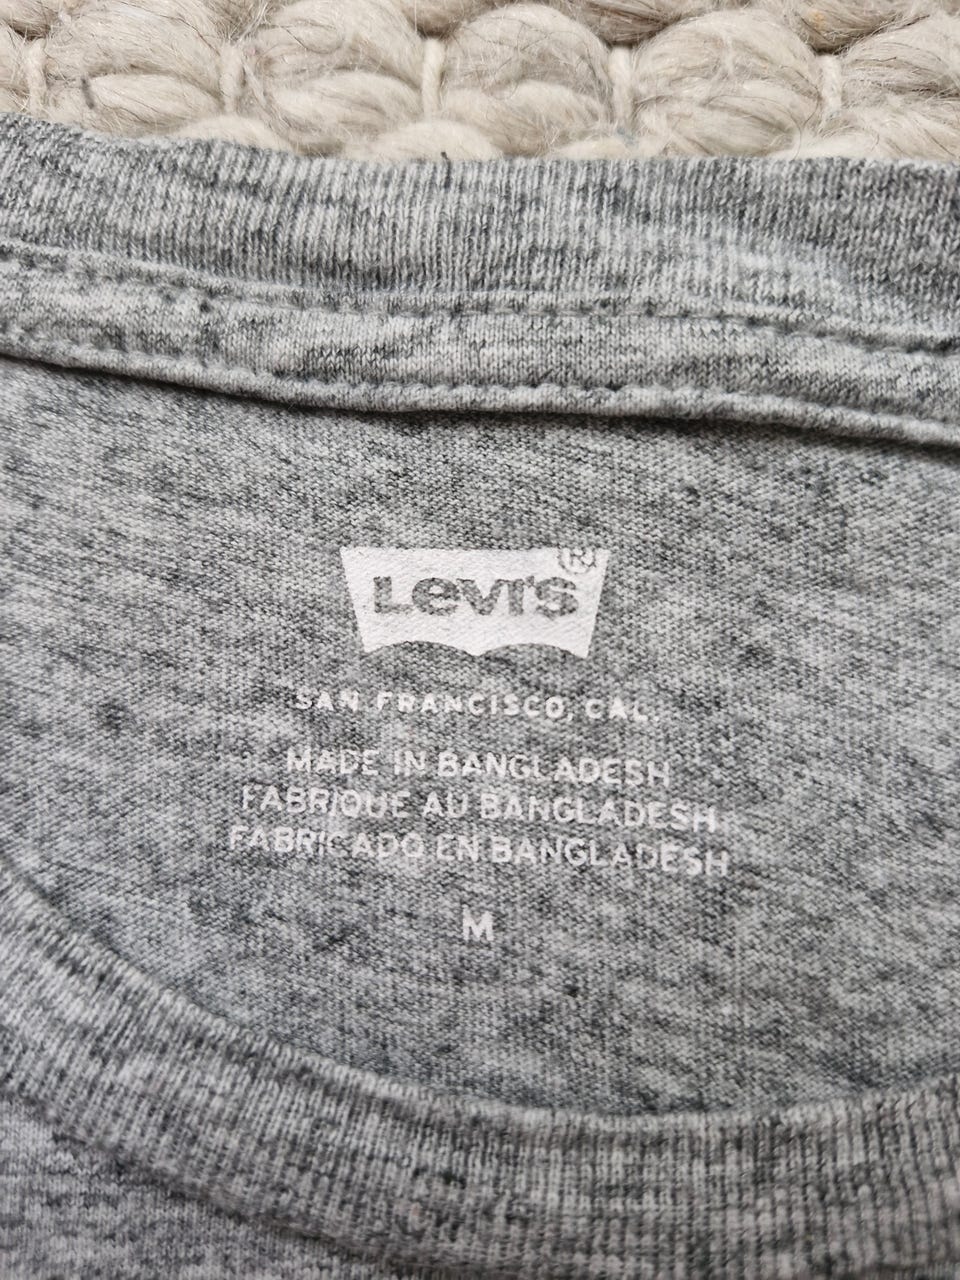 Levi's®
SAN FRANCISCO, CAL.
MADE IN BANGLADESH
FABRIQUE AU BANGLADESH
FABRICADO EN BANGLADESH
M